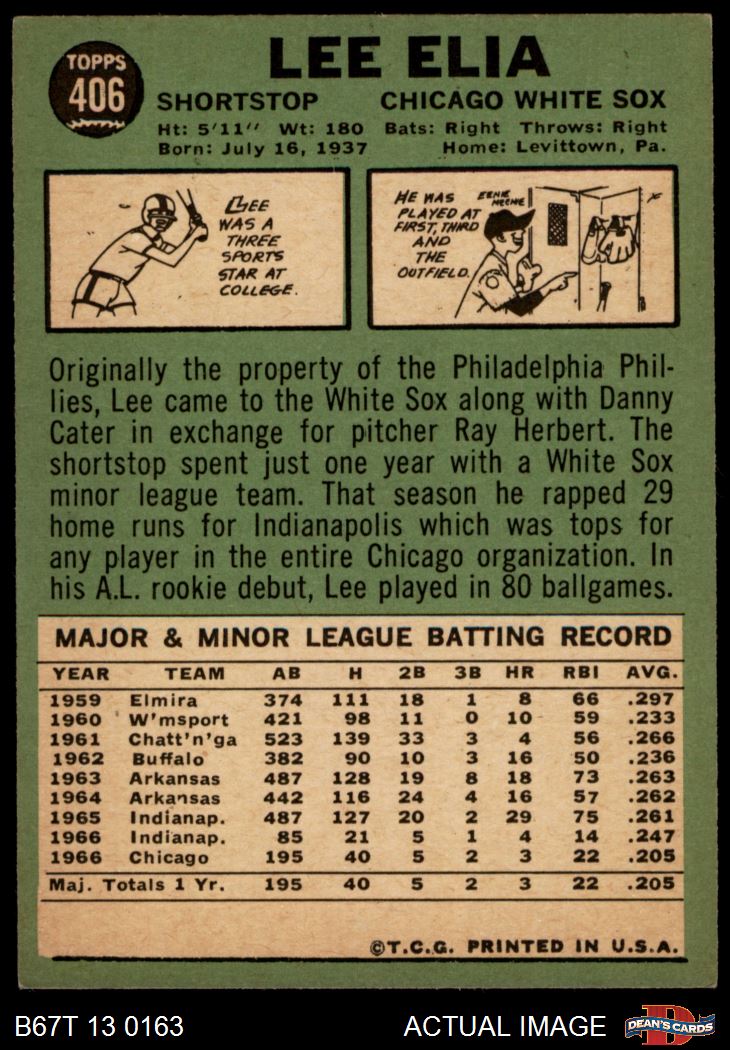 TOPPS
406
LEE ELIA
SHORTSTOP CHICAGO WHITE SOX
Ht: 5'11" Wt: 180 Bats: Right Throws: Right
Born: July 16, 1937 Home: Levittown, Pa.
LEE
WAS A
THREE
SPORTS
STAR AT
COLLEGE.
HE WAS
PLAYED AT
FIRST, THIRD
AND
THE
OUTFIELD.
EENIE
MEENIE
Originally the property of the Philadelphia Phil-
lies, Lee came to the White Sox along with Danny
Cater in exchange for pitcher Ray Herbert. The
shortstop spent just one year with a White Sox
minor league team. That season he rapped 29
home runs for Indianapolis which was tops for
any player in the entire Chicago organization. In
his A.L. rookie debut, Lee played in 80 ballgames.
MAJOR & MINOR LEAGUE BATTING RECORD
YEAR TEAM AB H 2B 3B HR RBI AVG.
1959 Elmira 374 111 18 1 8 66 .297
1960 W'msport 421 98 11 0 10 59 .233
1961 Chatt'n'ga 523 139 33 3 4 56 .266
1962 Buffalo 382 90 10 3 16 50 .236
1963 Arkansas 487 128 19 8 18 73 .263
1964 Arkansas 442 116 24 4 16 57 .262
1965 Indianap. 487 127 20 2 29 75 .261
1966 Indianap. 85 21 5 1 4 14 .247
1966 Chicago 195 40 5 2 3 22 .205
Maj. Totals 1 Yr. 195 40 5 2 3 22 .205
©T.C.G. PRINTED IN U.S.A.
B67T 13 0163 ACTUAL IMAGE
D
DEAN'S CARDS